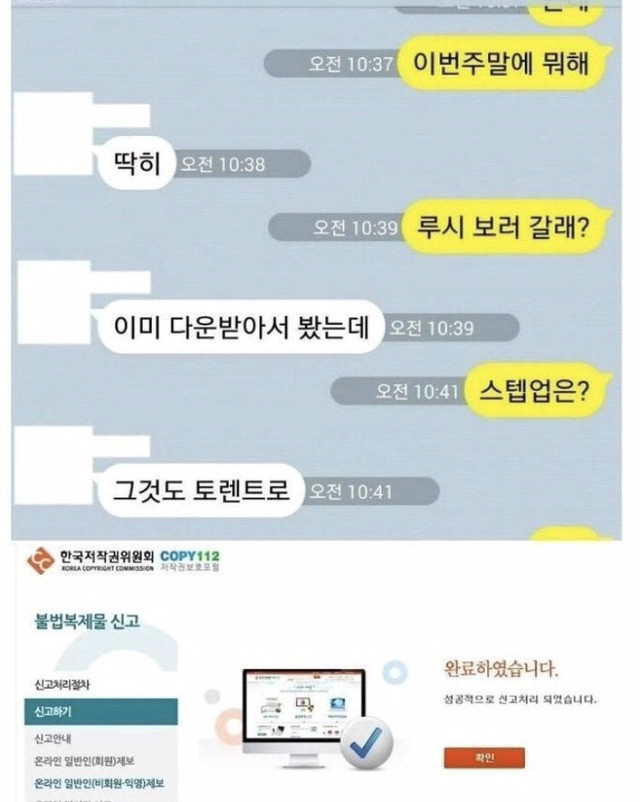 오전 10:37 이번주말에 뭐해
딱히 오전 10:38
오전 10:39 루시 보러 갈래?
이미 다운받아서 봤는데 오전 10:39
오전 10:41 스텝업은?
그것도 토렌트로 오전 10:41
한국저작권위원회 COPY112
KOREA COPYRIGHT COMMISSION 저작권보호포털
불법복제물 신고
신고처리절차
신고하기
신고안내
온라인 일반인(회원)제보
온라인 일반인(비회원·익명)제보
완료하였습니다.
성공적으로 신고처리 되었습니다.
확인